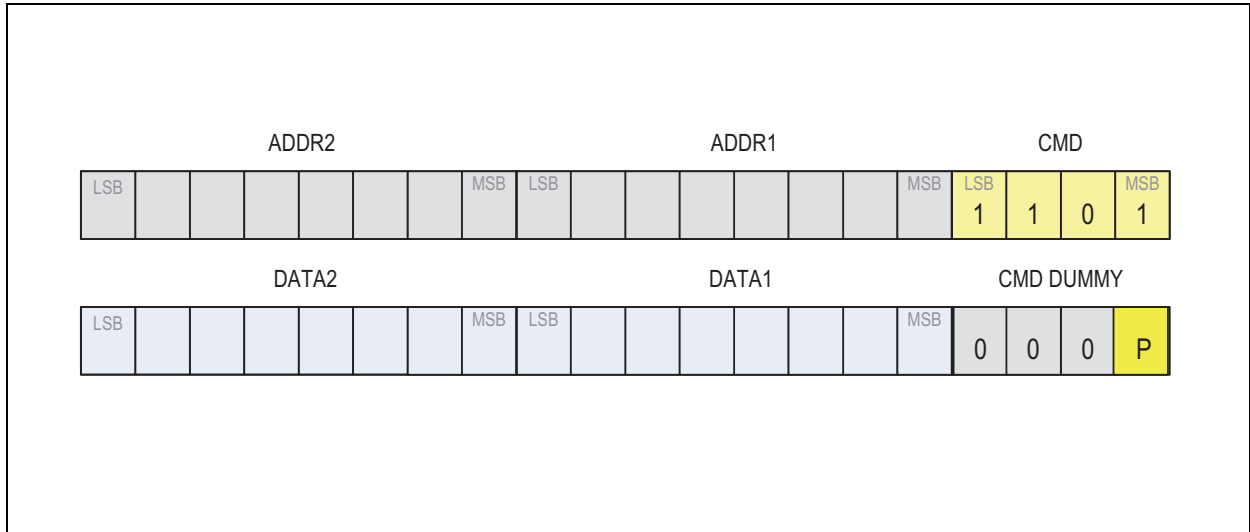 ADDR2 ADDR1 CMD
LSB MSB LSB MSB LSB MSB
1 1 0 1
DATA2 DATA1 CMD DUMMY
LSB MSB LSB MSB
0 0 0 P